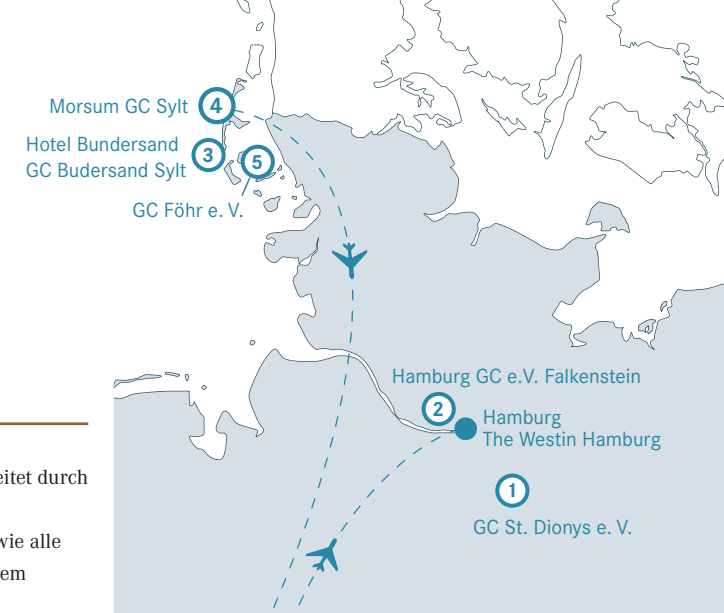 Morsum GC Sylt
4
Hotel Bundersand
GC Budersand Sylt
3
5
GC Föhr e. V.
Hamburg GC e.V. Falkenstein
2
Hamburg
The Westin Hamburg
1
GC St. Dionys e. V.
eitet durch
wie alle
em